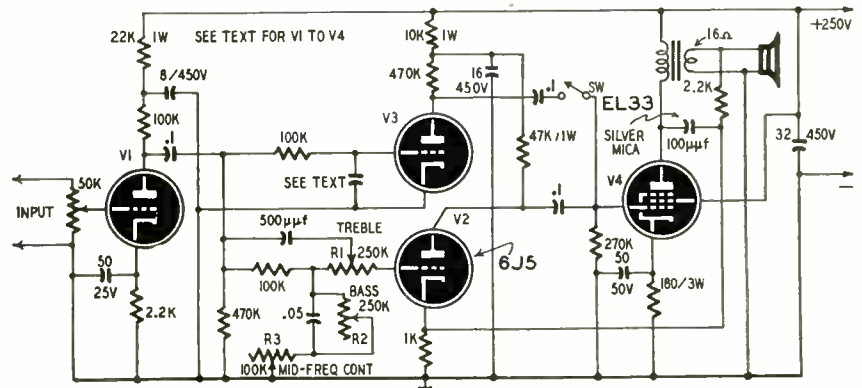 22K
1W
SEE TEXT FOR V1 TO V4
10K
1W
+250V
16Ω
8/450V
470K
16
450V
.1
SW
2.2K
EL33
100K
V3
V1
.1
100K
47K/1W
SILVER
MICA
100μμf
32
450V
50K
SEE TEXT
V4
INPUT
500μμf
TREBLE
V2
.1
R1
250K
6J5
270K
50
25V
100K
BASS
250K
50
50V
180/3W
2.2K
470K
.05
R2
R3
1K
100K
MID-FREQ CONT